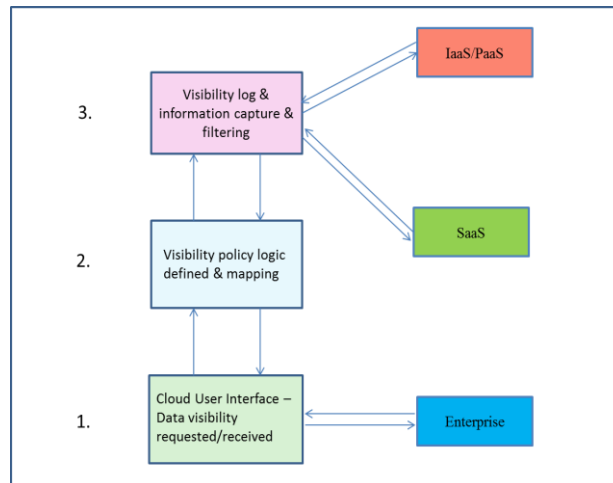 IaaS/PaaS
3.
Visibility log &
information capture &
filtering
SaaS
2.
Visibility policy logic
defined & mapping
1.
Cloud User Interface –
Data visibility
requested/received
Enterprise